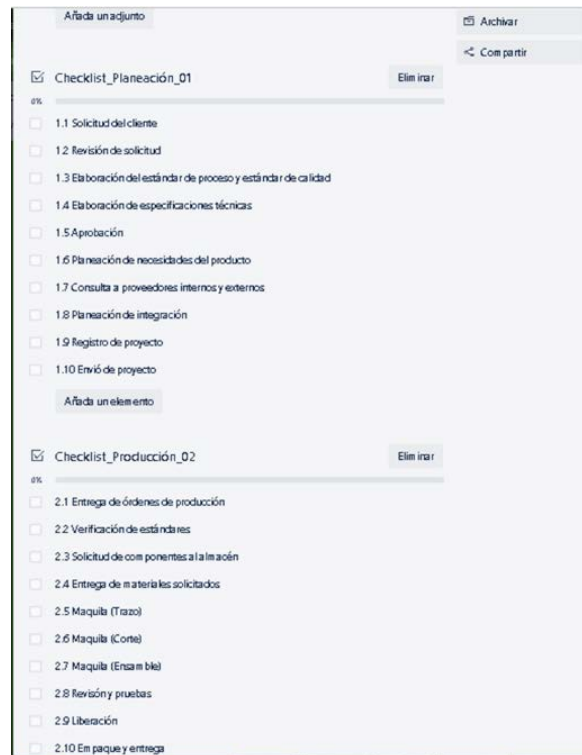 Añada un adjunto
Archivar
Compartir
Checklist_Planeación_01
Eliminar
0%
1.1 Solicitud del cliente
1.2 Revisión de solicitud
1.3 Elaboración del estándar de proceso y estándar de calidad
1.4 Elaboración de especificaciones técnicas
1.5 Aprobación
1.6 Planeación de necesidades del producto
1.7 Consulta a proveedores internos y externos
1.8 Planeación de integración
1.9 Registro de proyecto
1.10 Envió de proyecto
Añada un elemento
Checklist_Producción_02
Eliminar
0%
2.1 Entrega de órdenes de producción
2.2 Verificación de estándares
2.3 Solicitud de componentes al almacén
2.4 Entrega de materiales solicitados
2.5 Maquila (Trazo)
2.6 Maquila (Corte)
2.7 Maquila (Ensamble)
2.8 Revisón y pruebas
2.9 Liberación
2.10 Empaque y entrega